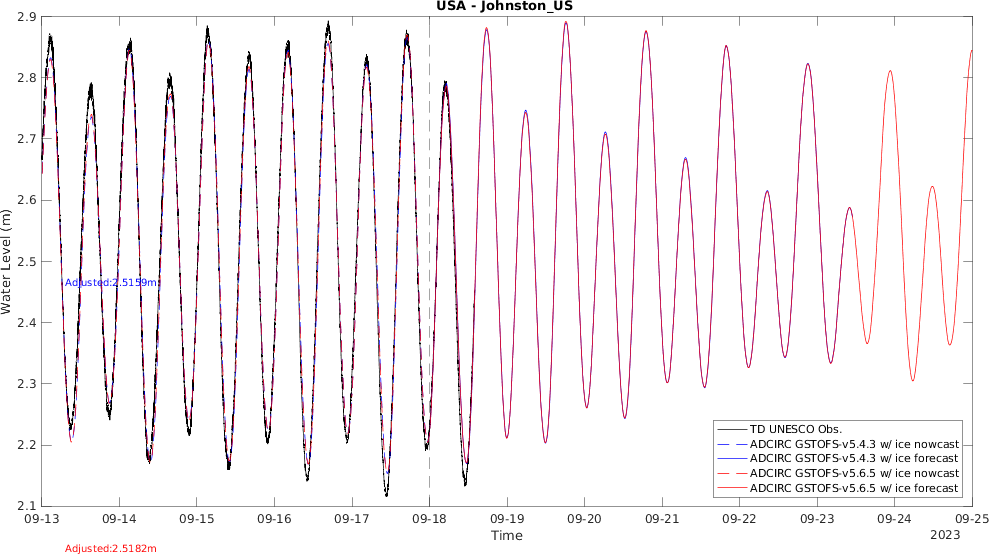 USA - Johnston_US
2.9
2.8
2.7
2.6
2.5
2.4
2.3
2.2
2.1
Water Level (m)
Adjusted:2.5159m
TD UNESCO Obs.
ADCIRC GSTOFS-v5.4.3 w/ ice nowcast
ADCIRC GSTOFS-v5.4.3 w/ ice forecast
ADCIRC GSTOFS-v5.6.5 w/ ice nowcast
ADCIRC GSTOFS-v5.6.5 w/ ice forecast
09-13 09-14 09-15 09-16 09-17 09-18 09-19 09-20 09-21 09-22 09-23 09-24 09-25
Time
2023
Adjusted:2.5182m